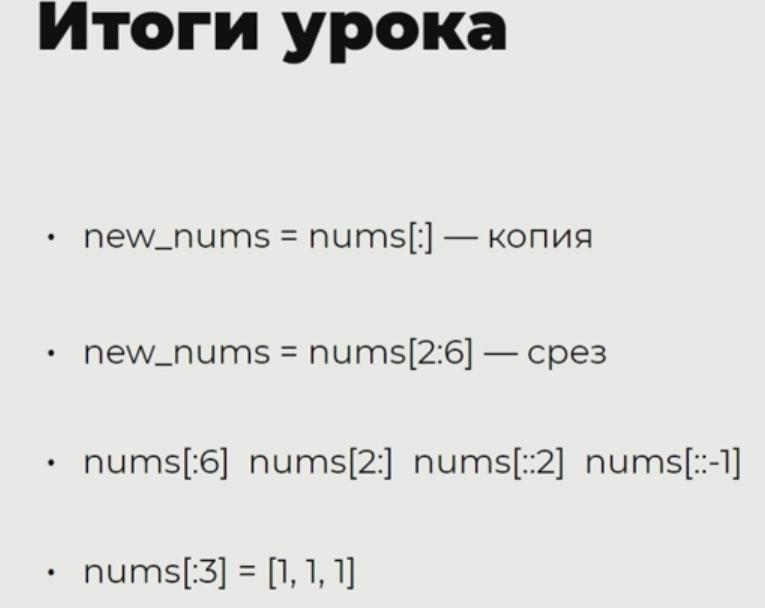 Итоги урока
• new_nums = nums[:] — копия
• new_nums = nums[2:6] — срез
• nums[:6] nums[2:] nums[::2] nums[::-1]
• nums[:3] = [1, 1, 1]